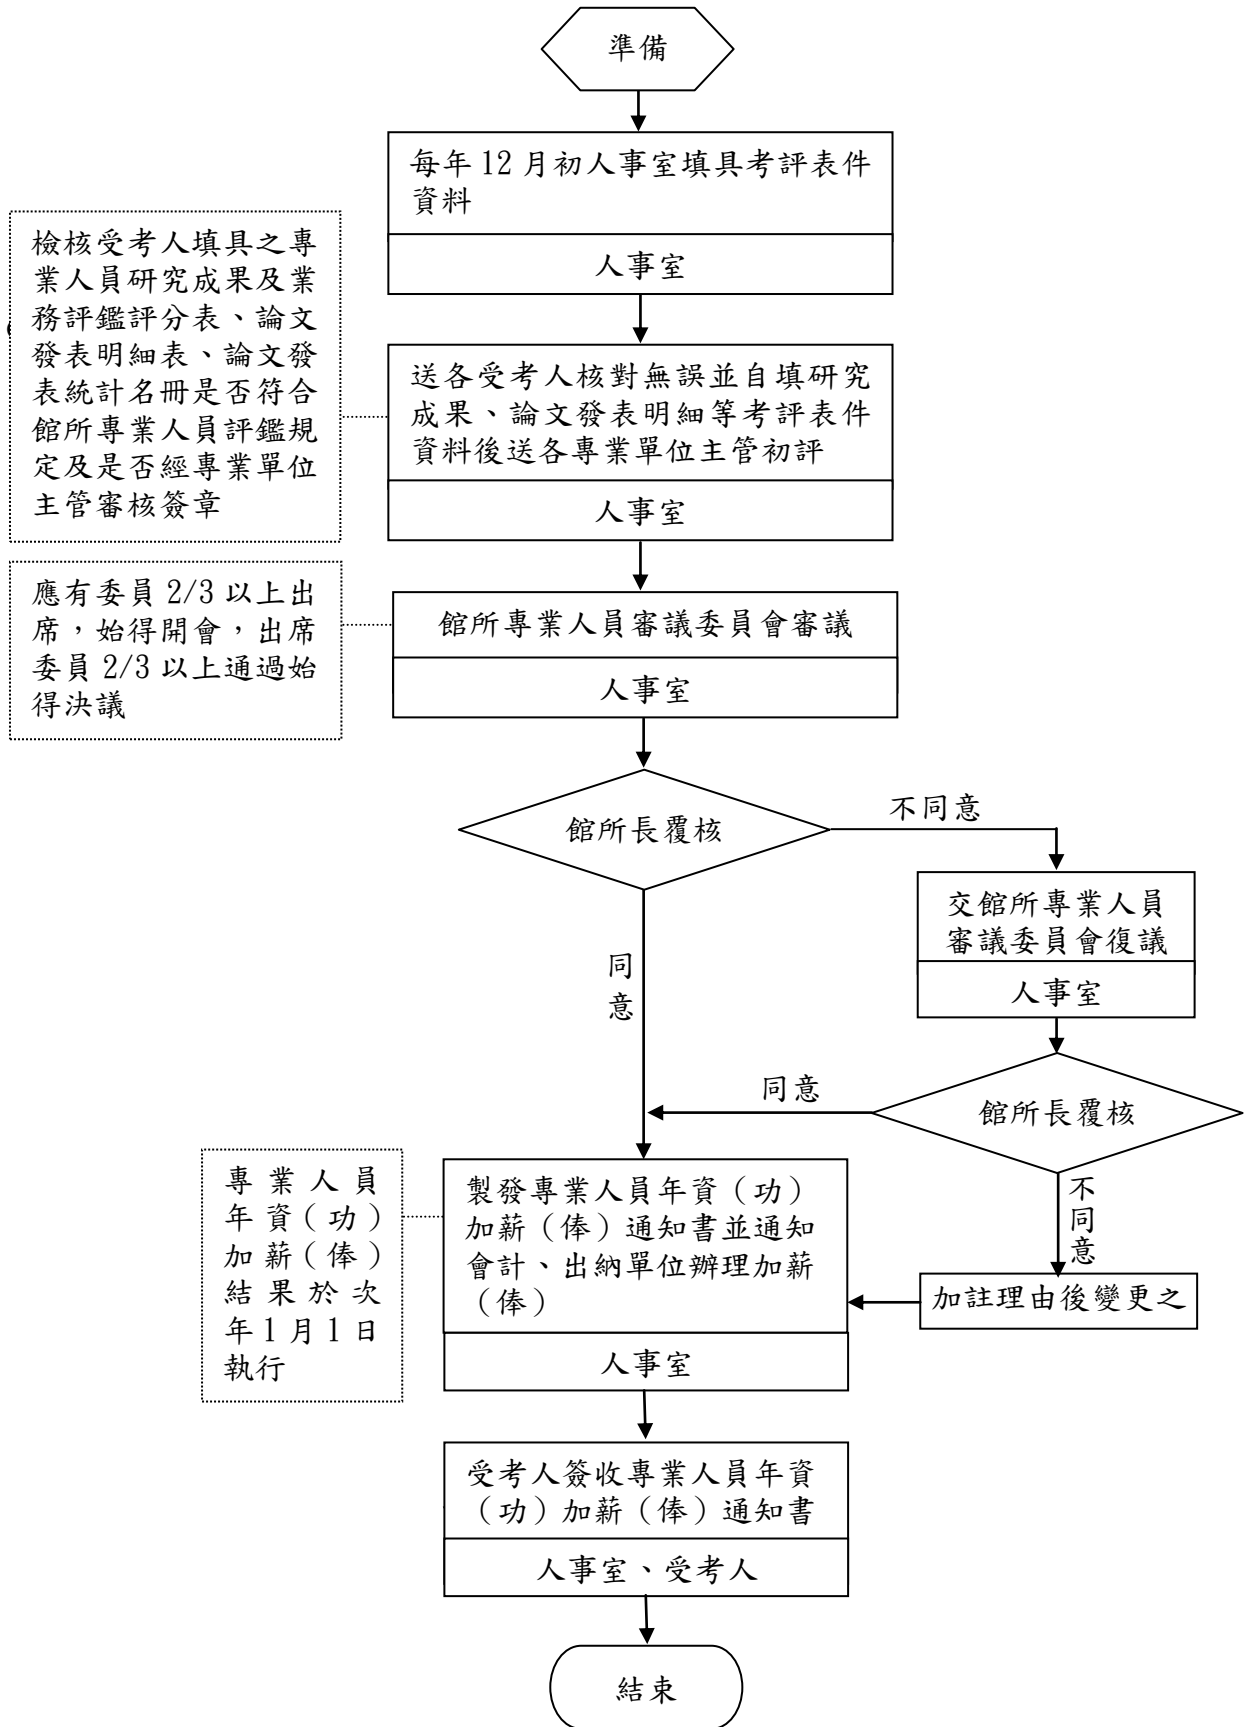 準備
每年 12 月初人事室填具考評表件
資料
人事室
檢核受考人填具之專
業人員研究成果及業
務評鑑評分表、論文
發表明細表、論文發
表統計名冊是否符合
館所專業人員評鑑規
定及是否經專業單位
主管審核簽章
送各受考人核對無誤並自填研究
成果、論文發表明細等考評表件
資料後送各專業單位主管初評
人事室
應有委員 2/3 以上出
席，始得開會，出席
委員 2/3 以上通過始
得決議
館所專業人員審議委員會審議
人事室
館所長覆核
不同意
交館所專業人員
審議委員會復議
人事室
同
意
同意
館所長覆核
不
同
意
加註理由後變更之
專業人員
年資（功）
加薪（俸）
結果於次
年 1 月 1 日
執行
製發專業人員年資（功）
加薪（俸）通知書並通知
會計、出納單位辦理加薪
（俸）
人事室
受考人簽收專業人員年資
（功）加薪（俸）通知書
人事室、受考人
結束